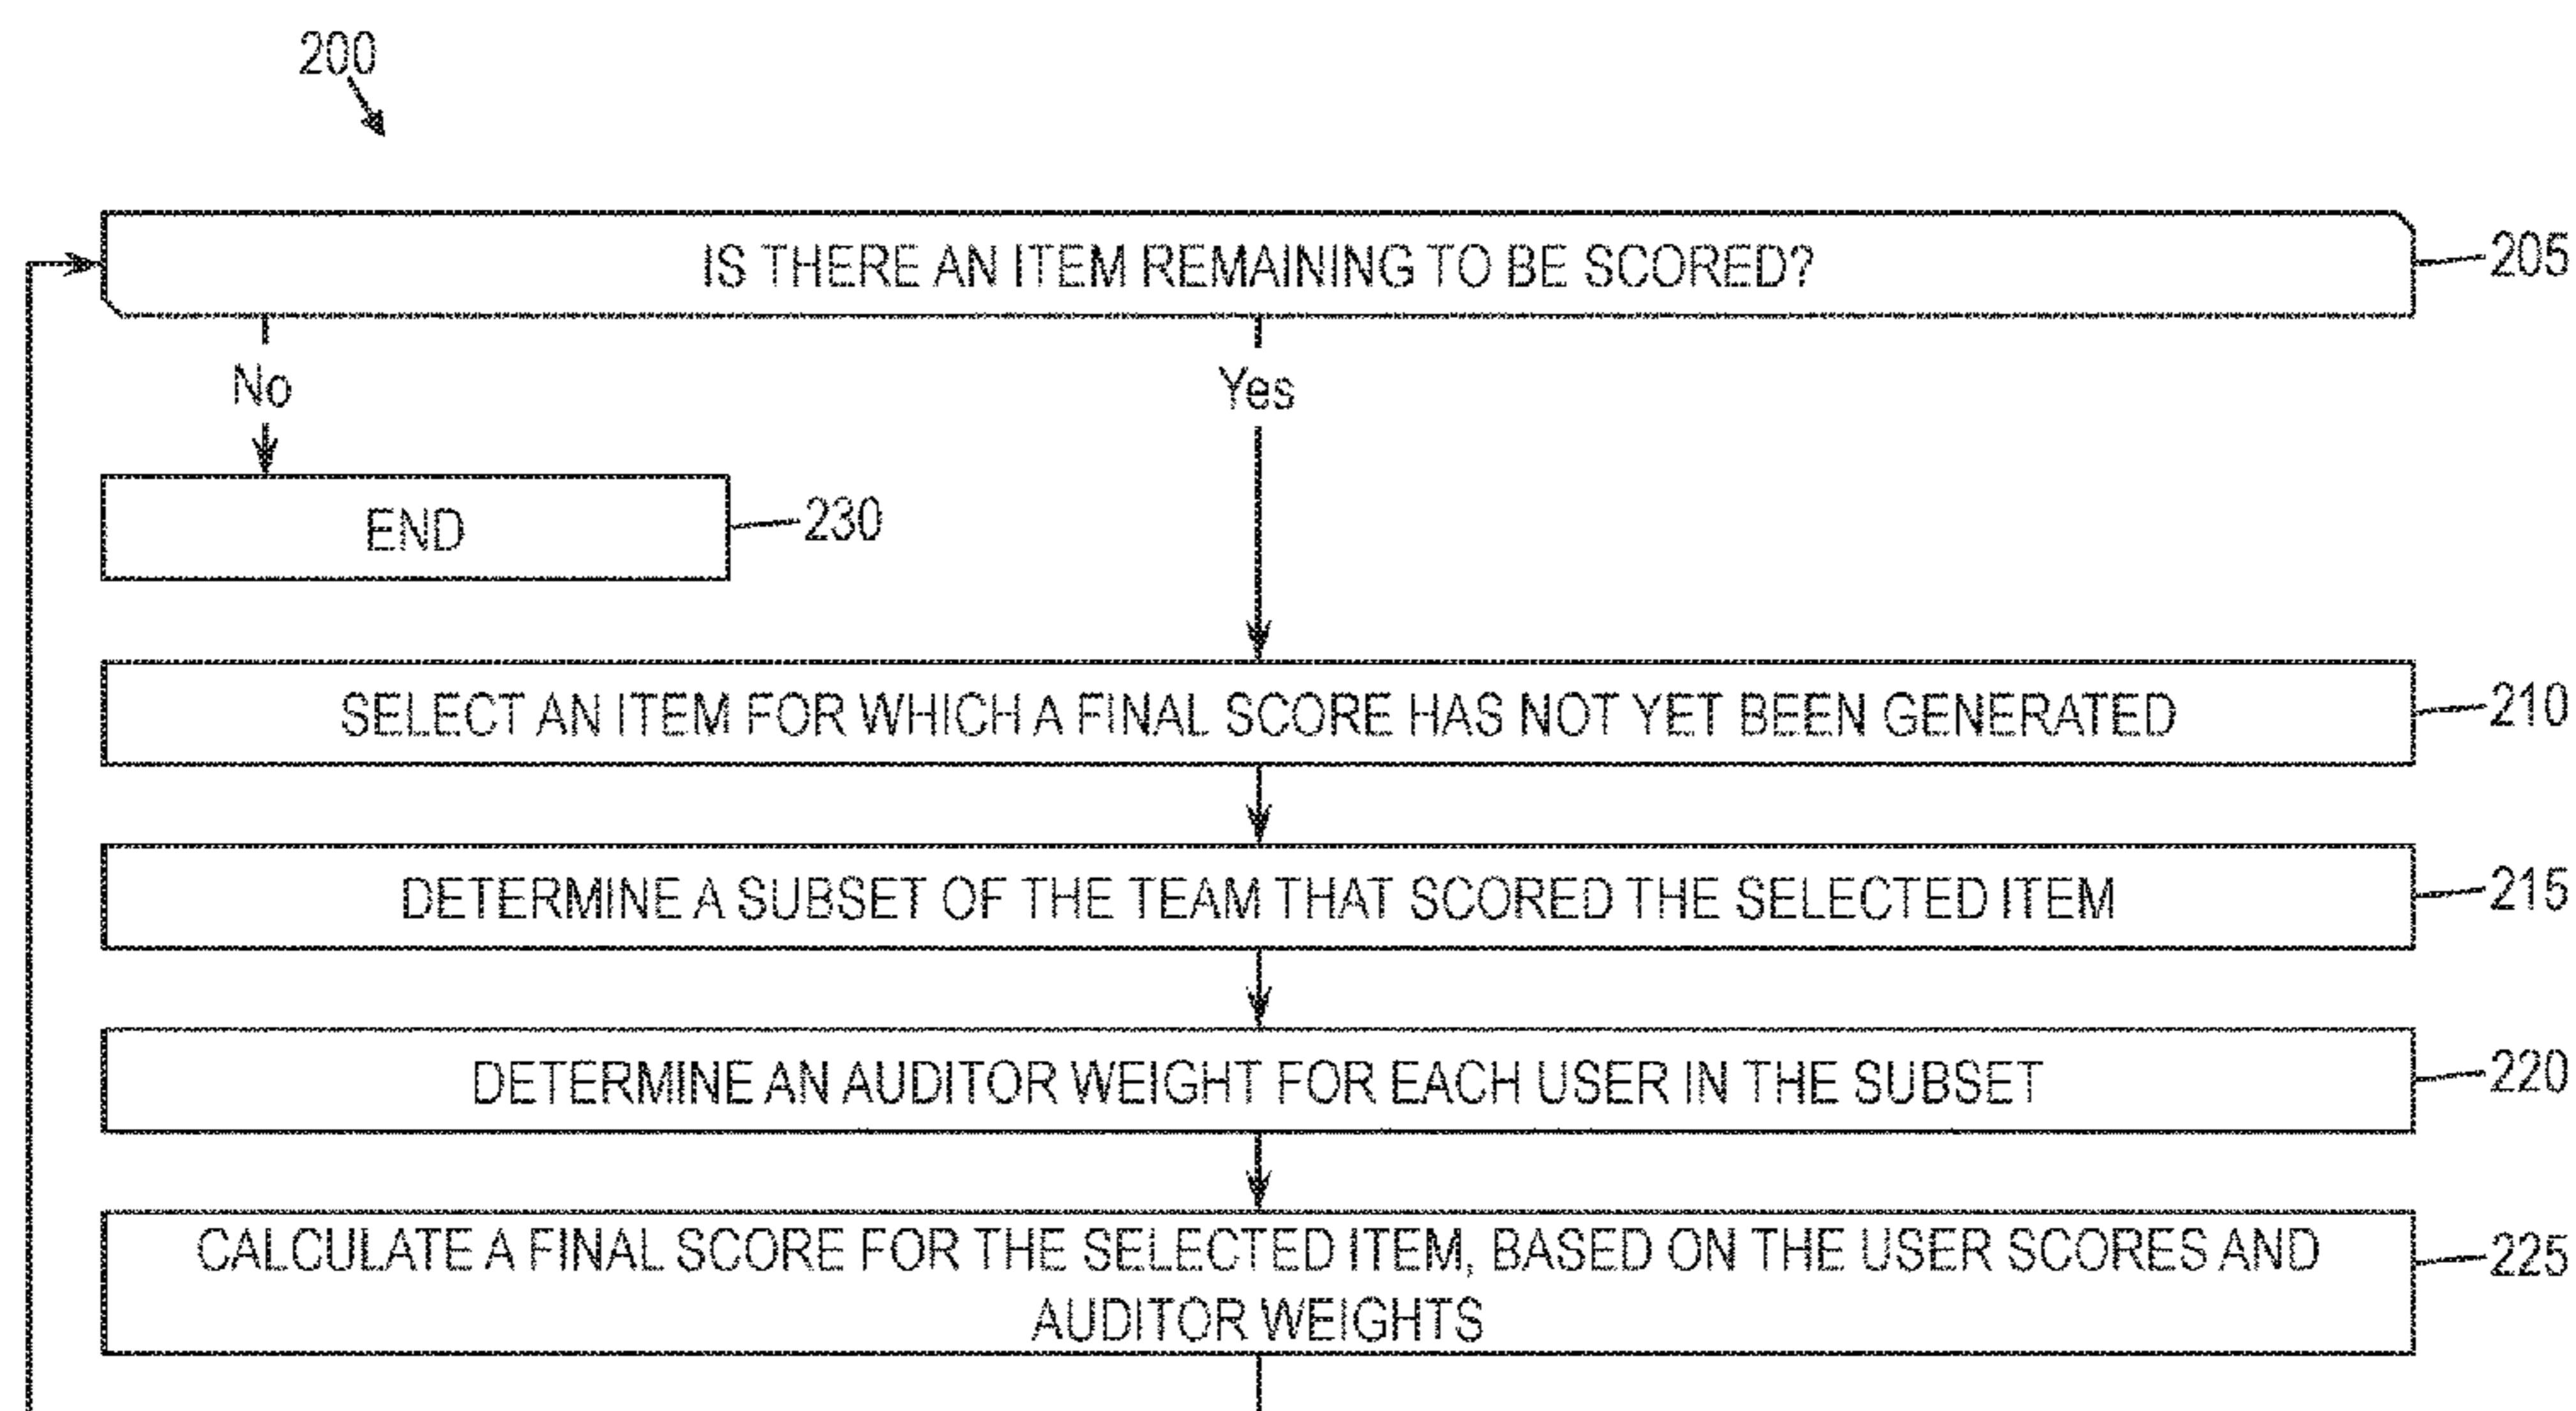 200
IS THERE AN ITEM REMAINING TO BE SCORED?
205
No
Yes
END
230
SELECT AN ITEM FOR WHICH A FINAL SCORE HAS NOT YET BEEN GENERATED
210
DETERMINE A SUBSET OF THE TEAM THAT SCORED THE SELECTED ITEM
215
DETERMINE AN AUDITOR WEIGHT FOR EACH USER IN THE SUBSET
220
CALCULATE A FINAL SCORE FOR THE SELECTED ITEM, BASED ON THE USER SCORES AND
AUDITOR WEIGHTS
225